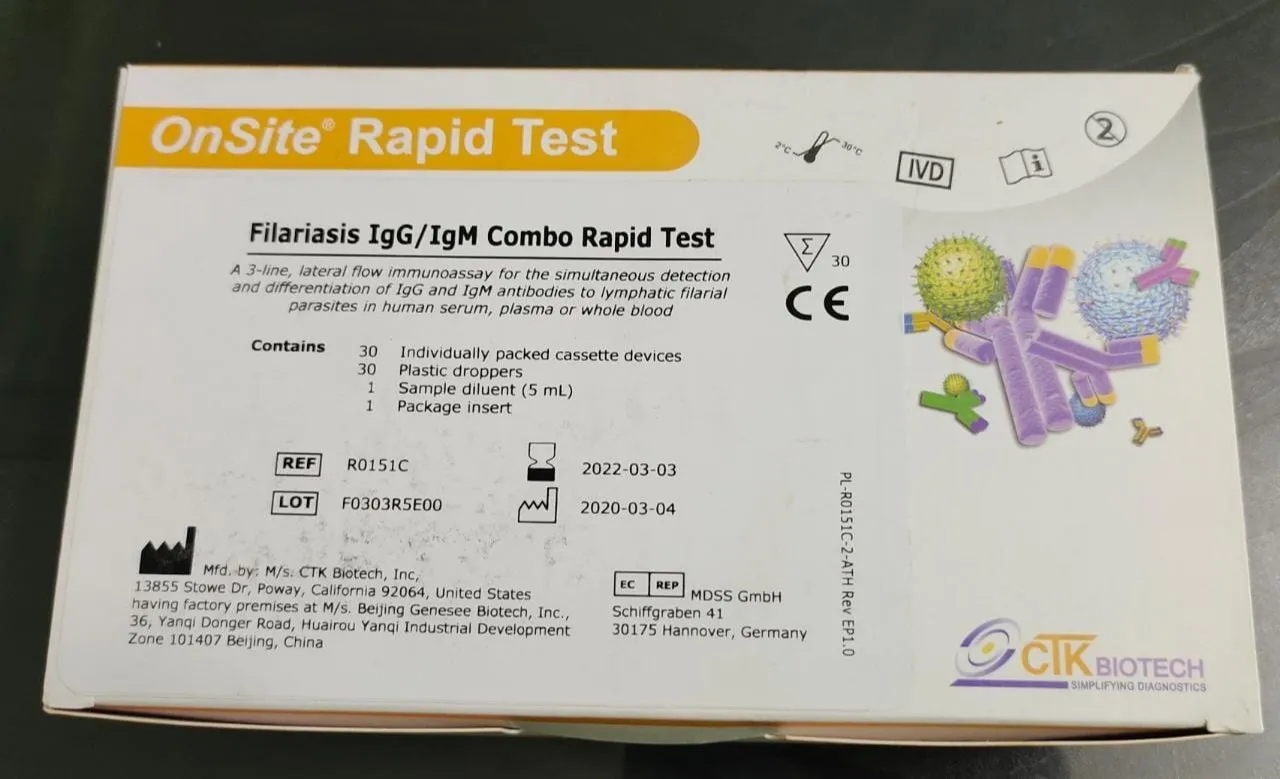 OnSite® Rapid Test
2°C 30°C
IVD
i
2
Filariasis IgG/IgM Combo Rapid Test
A 3-line, lateral flow immunoassay for the simultaneous detection
and differentiation of IgG and IgM antibodies to lymphatic filarial
parasites in human serum, plasma or whole blood
Σ 30
CE
Contains 30 Individually packed cassette devices
30 Plastic droppers
1 Sample diluent (5 mL)
1 Package insert
REF R0151C 2022-03-03
LOT F0303R5E00 2020-03-04
Mfd. by: M/s. CTK Biotech, Inc,
13855 Stowe Dr, Poway, California 92064, United States
having factory premises at M/s. Beijing Genesee Biotech, Inc.,
36, Yanqi Donger Road, Huairou Yanqi Industrial Development
Zone 101407 Beijing, China
EC REP MDSS GmbH
Schiffgraben 41
30175 Hannover, Germany
PL-R0151C-2-ATH Rev EP1.0
CTK BIOTECH
SIMPLIFYING DIAGNOSTICS